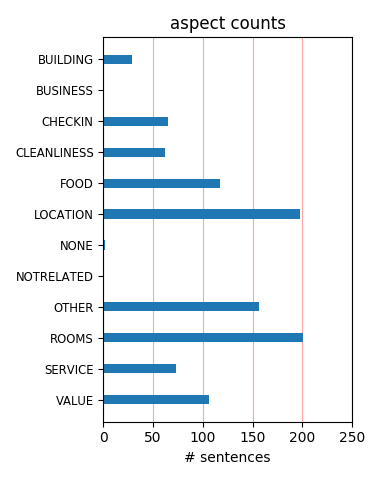 aspect counts
BUILDING
BUSINESS
CHECKIN
CLEANLINESS
FOOD
LOCATION
NONE
NOTRELATED
OTHER
ROOMS
SERVICE
VALUE
0 50 100 150 200 250
# sentences